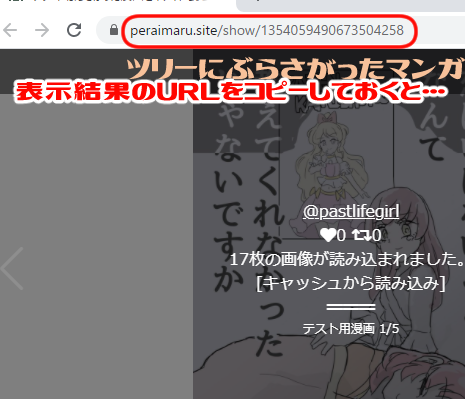 peraimaru.site/show/1354059490673504258
ツリーにぶらさがったマンガ
表示結果のURLをコピーしておくと…
んて
えてくれなかった
ゃないですか
@pastlifegirl
0 0
17枚の画像が読み込まれました。
[キャッシュから読み込み]
テスト用漫画 1/5